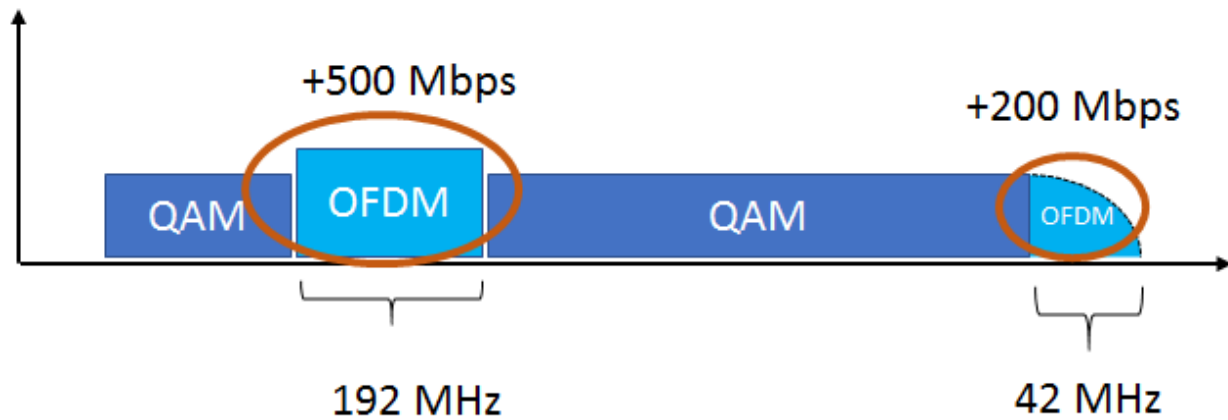 +500 Mbps
+200 Mbps
QAM
OFDM
QAM
OFDM
192 MHz
42 MHz